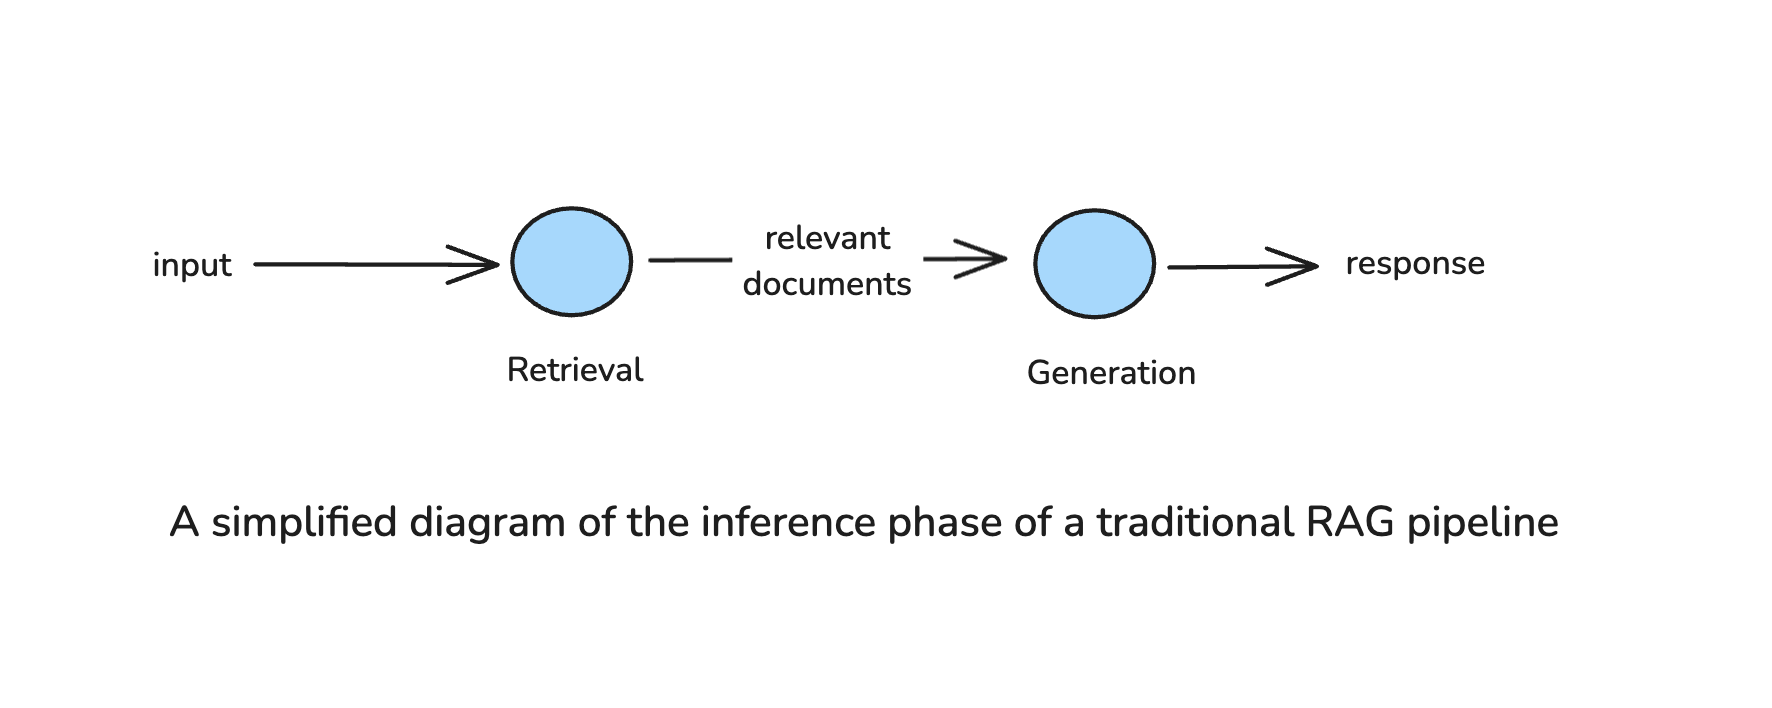 input
relevant
documents
response
Retrieval
Generation
A simplified diagram of the inference phase of a traditional RAG pipeline